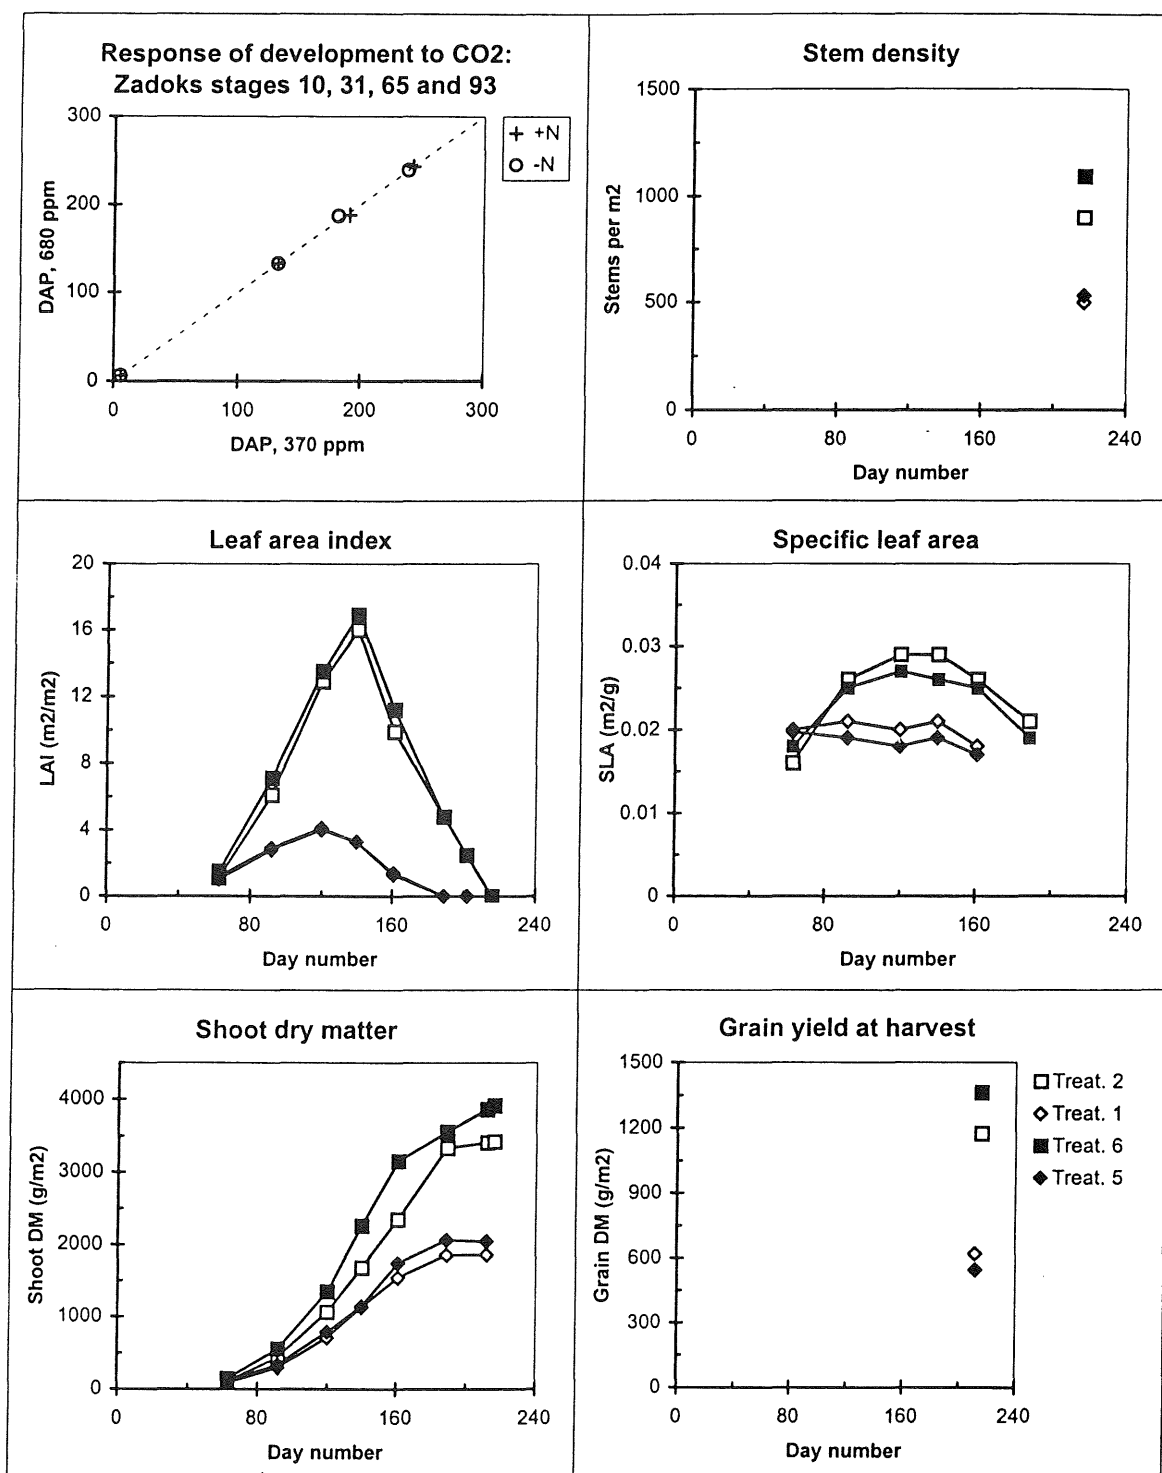 Response of development to CO2:
Zadoks stages 10, 31, 65 and 93
300
200
100
0
DAP, 680 ppm
0 100 200 300
DAP, 370 ppm
+N
-N
Stem density
1500
1000
500
0
Stems per m2
0 80 160 240
Day number
Leaf area index
20
16
12
8
4
0
LAI (m2/m2)
0 80 160 240
Day number
Specific leaf area
0.04
0.03
0.02
0.01
0
SLA (m2/g)
0 80 160 240
Day number
Shoot dry matter
4000
3000
2000
1000
0
Shoot DM (g/m2)
0 80 160 240
Day number
Grain yield at harvest
1500
1200
900
600
300
0
Grain DM (g/m2)
0 80 160 240
Day number
Treat. 2
Treat. 1
Treat. 6
Treat. 5